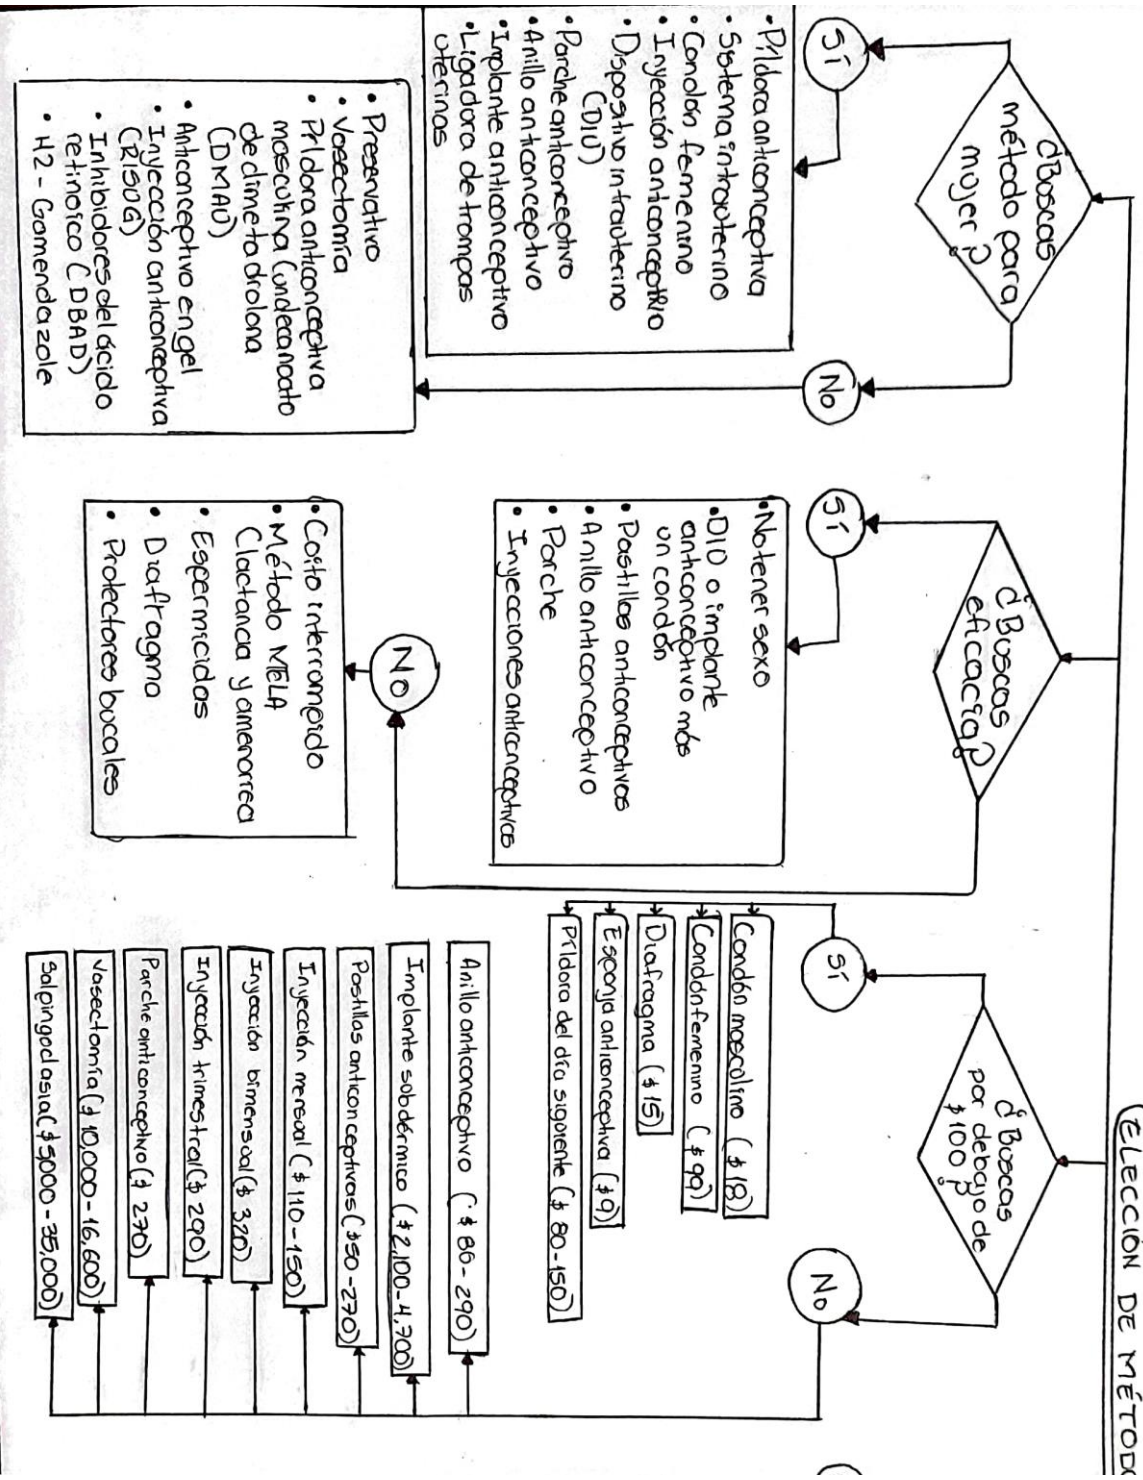 ELECCIÓN DE MÉTOD
¿Buscas
método para
mujer?
Sí
• Píldora anticonceptiva
• Sistema intrauterino
• Condón femenino
• Inyección anticonceptiva
• Dispositivo intrauterino
(DIU)
• Parche anticonceptivo
• Anillo anticonceptivo
• Implante anticonceptivo
• Ligadura de trompas
uterinas
No
• Preservativo
• Vasectomía
• Píldora anticonceptiva
masculina (undecanoato
de dimetadrolona
(DMAU)
• Anticonceptivo en gel
• Inyección anticonceptiva
(RISUG)
• Inhibidores del ácido
retinoico (DBAD)
• H2-Gamendazole
¿Buscas
eficacia?
Sí
• No tener sexo
• DIU o implante
anticonceptivo más
un condón
• Pastillas anticonceptivas
• Anillo anticonceptivo
• Parche
• Inyecciones anticonceptivas
No
• Coito interrumpido
• Método MELA
(lactancia y amenorrea
• Espermicidas
• Diafragma
• Protectores bucales
¿Buscas
por debajo de
$100?
Sí
Condón masculino ($18)
Condón femenino ($99)
Diafragma ($15)
Esponja anticonceptiva ($9)
Píldora del día siguiente ($80-150)
No
Anillo anticonceptivo ($86-290)
Implante subdérmico ($2,100-4,700)
Pastillas anticonceptivas ($50-270)
Inyección mensual ($110-150)
Inyección bimensual ($320)
Inyección trimestral ($290)
Parche anticonceptivo ($270)
Vasectomía ($10,000-16,600)
Salpingoclasia ($5000-35,000)